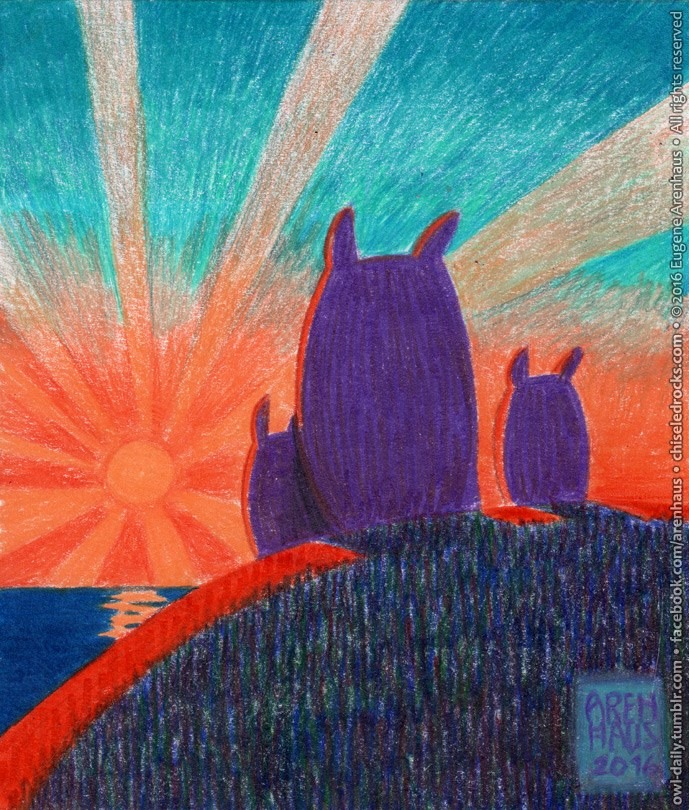 owl-daily.tumblr.com • facebook.com/arenhaus • chiseledrocks.com • ©2016 Eugene Arenhaus • All rights reserved
AREN
HAUS
2016